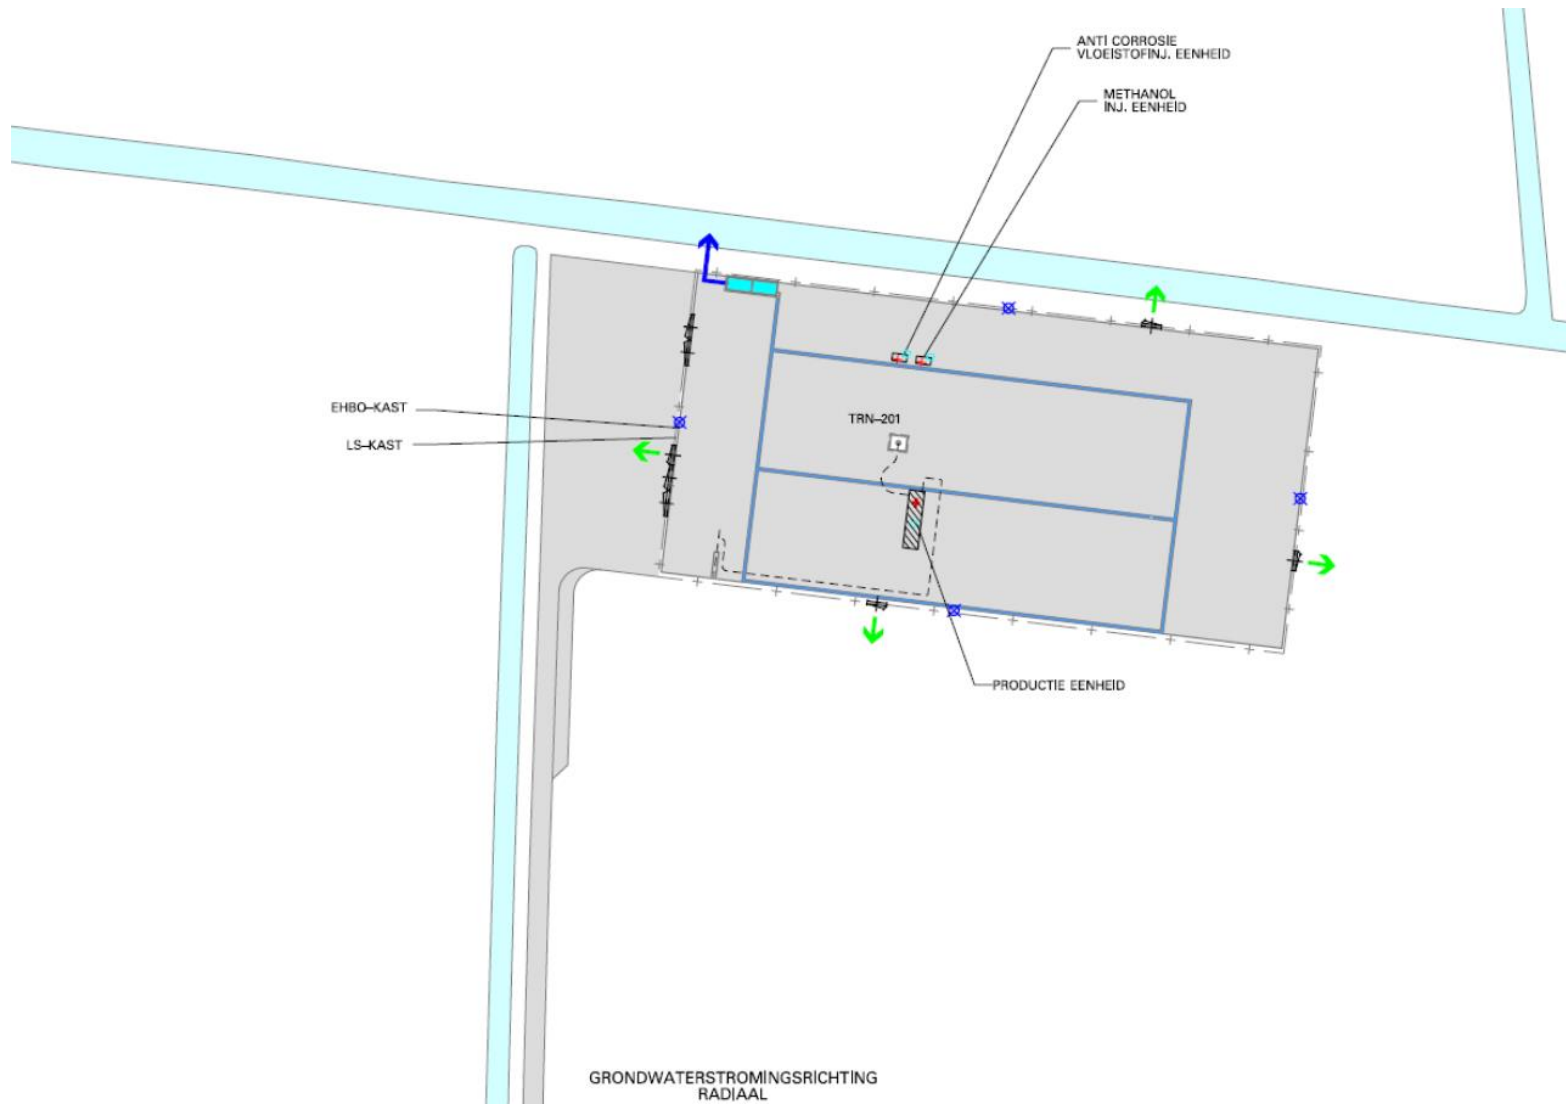 ANTI CORROSIE
VLOEISTOFINJ. EENHEID
METHANOL
INJ. EENHEID
EHBO-KAST
LS-KAST
TRN-201
PRODUCTIE EENHEID
GRONDWATERSTROMINGSRICHTING
RADIAAL